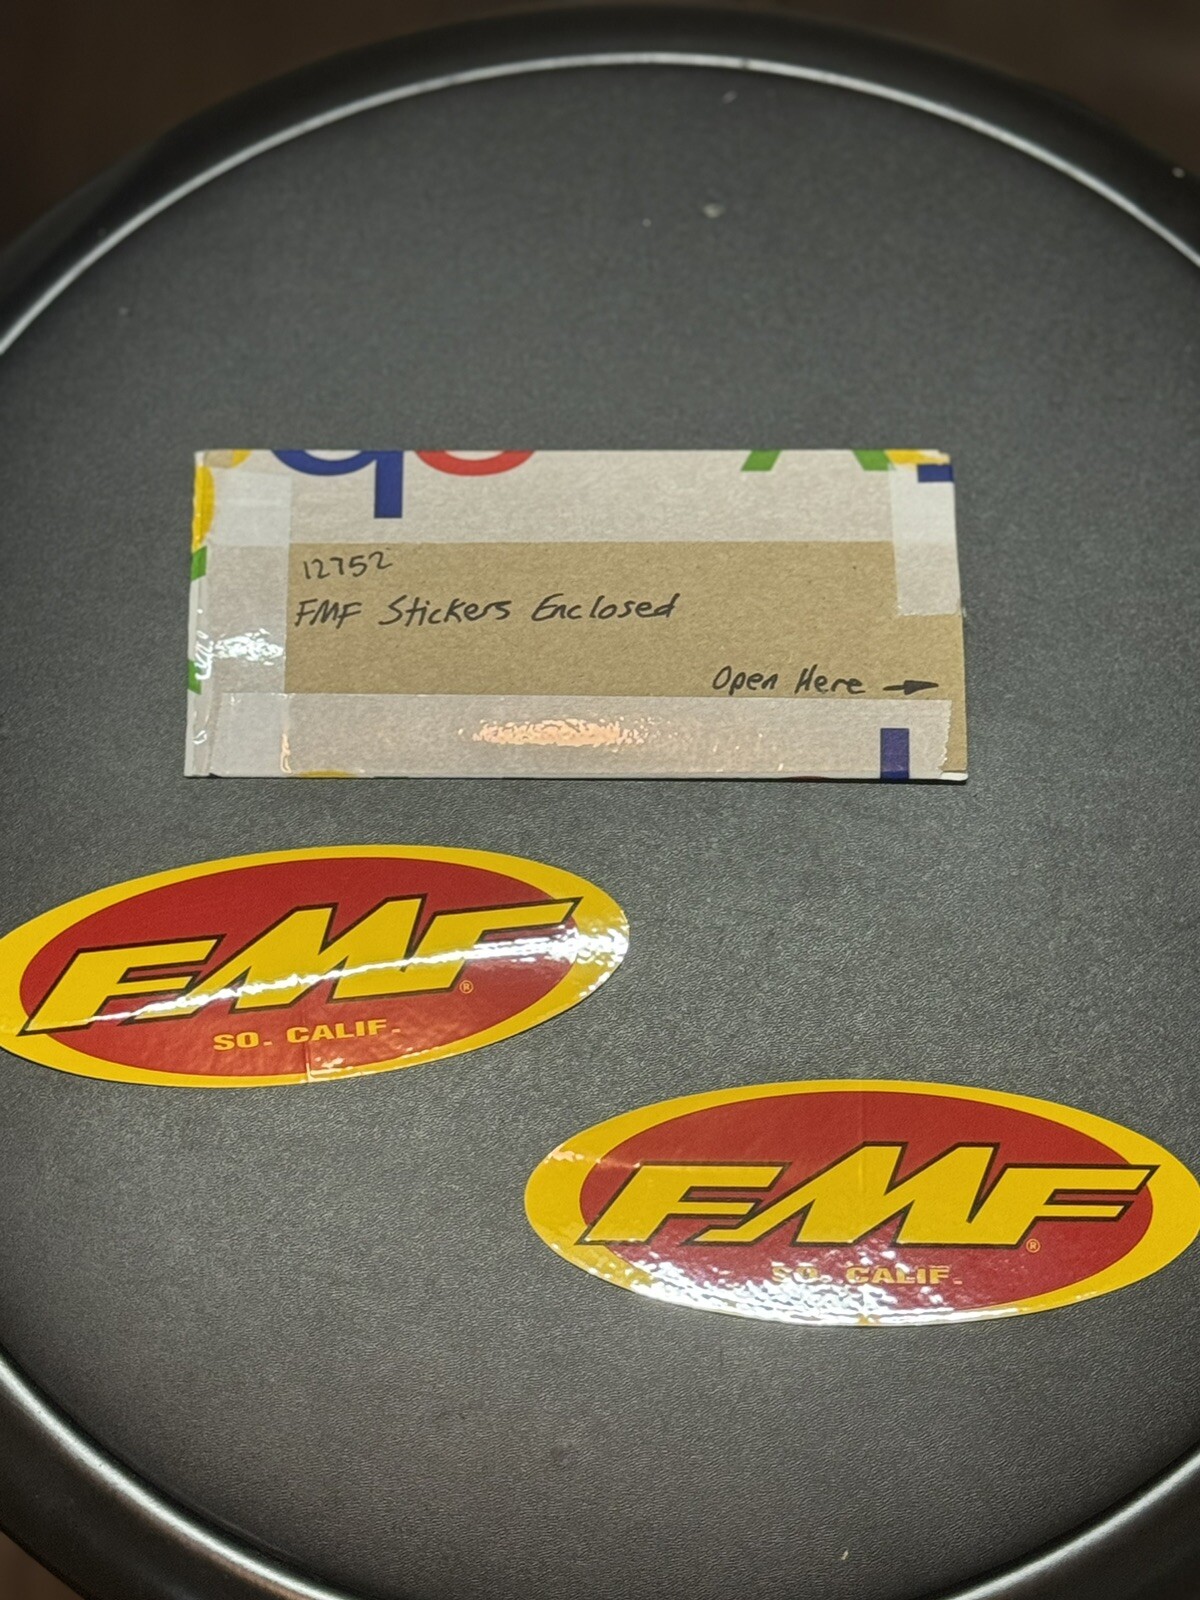 12752
FMF Stickers Enclosed
Open Here →
FMF®
SO. CALIF.
FMF®
SO. CALIF.